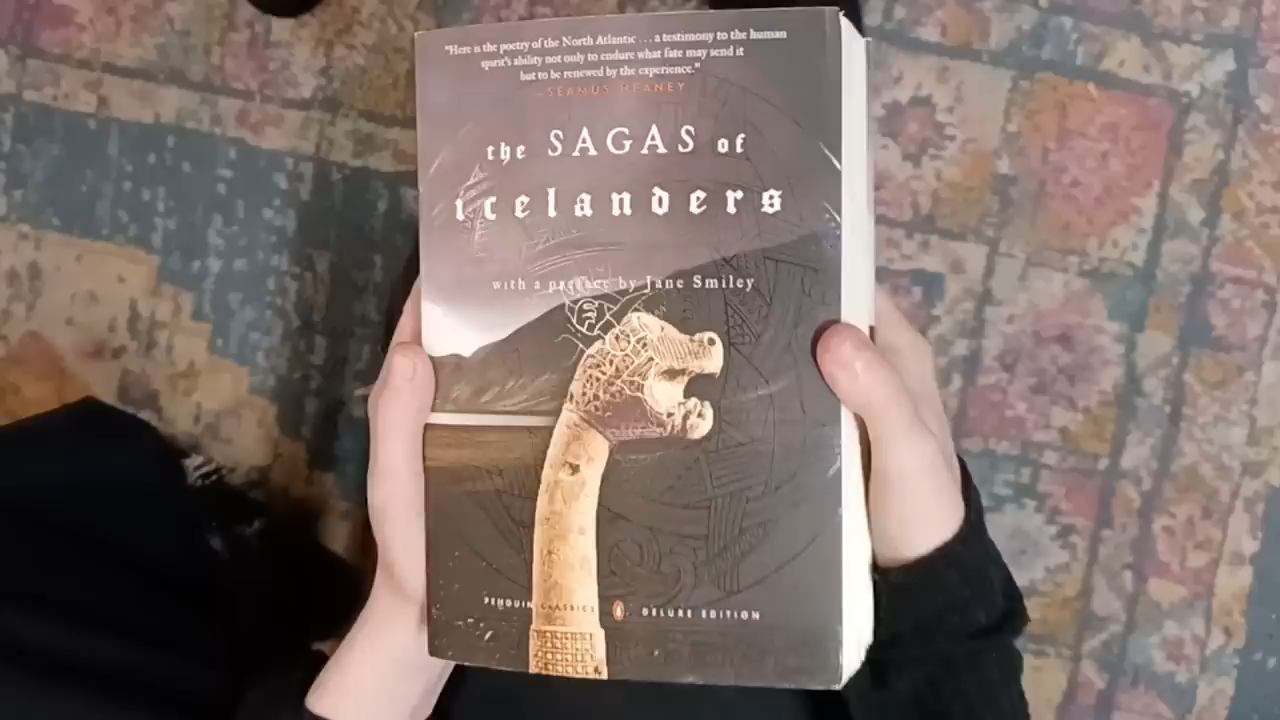 "Here is the poetry of the North Atlantic . . . a testimony to the human
spirit's ability not only to endure what fate may send it
but to be renewed by the experience."
—SEAMUS HEANEY
the SAGAS of
icelanders
with a preface by Jane Smiley
PENGUIN CLASSICS DELUXE EDITION